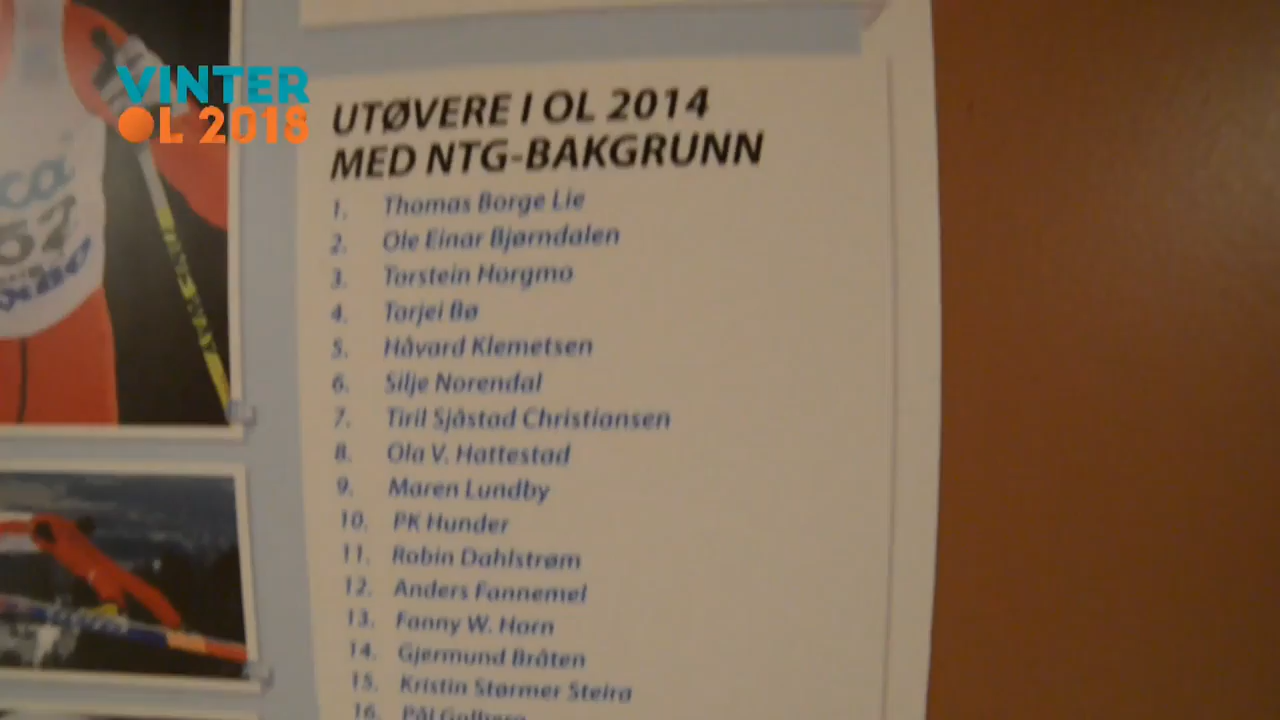 VINTER
OL 2018
UTØVERE I OL 2014
MED NTG-BAKGRUNN
1. Thomas Borge Lie
2. Ole Einar Bjørndalen
3. Torstein Horgmo
4. Tarjei Bø
5. Håvard Klemetsen
6. Silje Norendal
7. Tiril Sjåstad Christiansen
8. Ola V. Hattestad
9. Maren Lundby
10. PK Hunder
11. Robin Dahlstrøm
12. Anders Fannemel
13. Fanny W. Horn
14. Gjermund Bråten
15. Kristin Størmer Steira
16. Pål Golberg